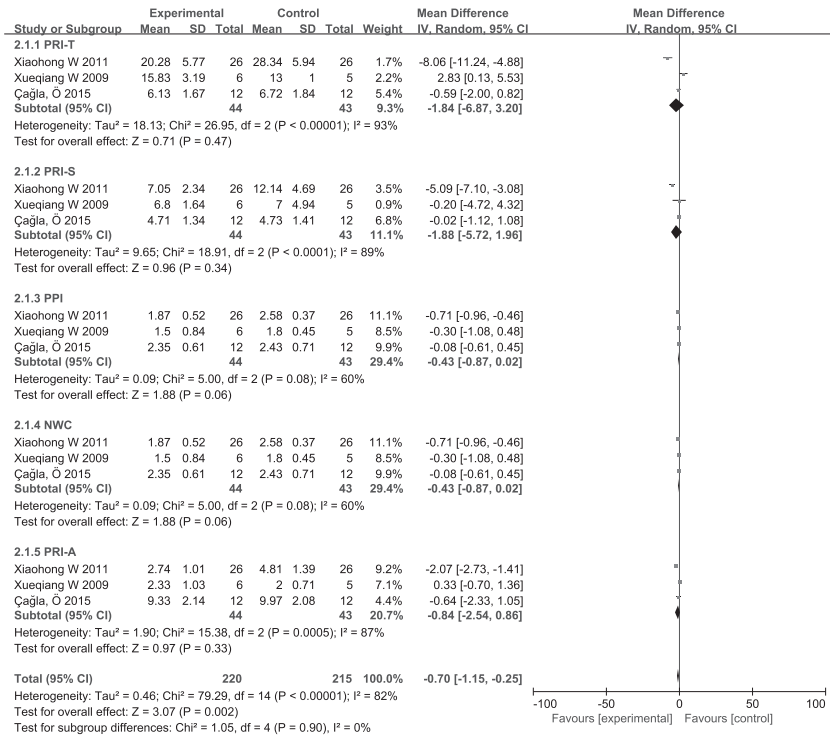 Experimental Control Mean Difference Mean Difference
Study or Subgroup Mean SD Total Mean SD Total Weight IV, Random, 95% CI IV, Random, 95% CI
2.1.1 PRI-T
Xiaohong W 2011 20.28 5.77 26 28.34 5.94 26 1.7% -8.06 [-11.24, -4.88]
Xueqiang W 2009 15.83 3.19 6 13 1 5 2.2% 2.83 [0.13, 5.53]
Çağla, Ö 2015 6.13 1.67 12 6.72 1.84 12 5.4% -0.59 [-2.00, 0.82]
Subtotal (95% CI) 44 43 9.3% -1.84 [-6.87, 3.20]
Heterogeneity: Tau² = 18.13; Chi² = 26.95, df = 2 (P < 0.00001); I² = 93%
Test for overall effect: Z = 0.71 (P = 0.47)
2.1.2 PRI-S
Xiaohong W 2011 7.05 2.34 26 12.14 4.69 26 3.5% -5.09 [-7.10, -3.08]
Xueqiang W 2009 6.8 1.64 6 7 4.94 5 0.9% -0.20 [-4.72, 4.32]
Çağla, Ö 2015 4.71 1.34 12 4.73 1.41 12 6.8% -0.02 [-1.12, 1.08]
Subtotal (95% CI) 44 43 11.1% -1.88 [-5.72, 1.96]
Heterogeneity: Tau² = 9.65; Chi² = 18.91, df = 2 (P < 0.0001); I² = 89%
Test for overall effect: Z = 0.96 (P = 0.34)
2.1.3 PPI
Xiaohong W 2011 1.87 0.52 26 2.58 0.37 26 11.1% -0.71 [-0.96, -0.46]
Xueqiang W 2009 1.5 0.84 6 1.8 0.45 5 8.5% -0.30 [-1.08, 0.48]
Çağla, Ö 2015 2.35 0.61 12 2.43 0.71 12 9.9% -0.08 [-0.61, 0.45]
Subtotal (95% CI) 44 43 29.4% -0.43 [-0.87, 0.02]
Heterogeneity: Tau² = 0.09; Chi² = 5.00, df = 2 (P = 0.08); I² = 60%
Test for overall effect: Z = 1.88 (P = 0.06)
2.1.4 NWC
Xiaohong W 2011 1.87 0.52 26 2.58 0.37 26 11.1% -0.71 [-0.96, -0.46]
Xueqiang W 2009 1.5 0.84 6 1.8 0.45 5 8.5% -0.30 [-1.08, 0.48]
Çağla, Ö 2015 2.35 0.61 12 2.43 0.71 12 9.9% -0.08 [-0.61, 0.45]
Subtotal (95% CI) 44 43 29.4% -0.43 [-0.87, 0.02]
Heterogeneity: Tau² = 0.09; Chi² = 5.00, df = 2 (P = 0.08); I² = 60%
Test for overall effect: Z = 1.88 (P = 0.06)
2.1.5 PRI-A
Xiaohong W 2011 2.74 1.01 26 4.81 1.39 26 9.2% -2.07 [-2.73, -1.41]
Xueqiang W 2009 2.33 1.03 6 2 0.71 5 7.1% 0.33 [-0.70, 1.36]
Çağla, Ö 2015 9.33 2.14 12 9.97 2.08 12 4.4% -0.64 [-2.33, 1.05]
Subtotal (95% CI) 44 43 20.7% -0.84 [-2.54, 0.86]
Heterogeneity: Tau² = 1.90; Chi² = 15.38, df = 2 (P = 0.0005); I² = 87%
Test for overall effect: Z = 0.97 (P = 0.33)
Total (95% CI) 220 215 100.0% -0.70 [-1.15, -0.25]
Heterogeneity: Tau² = 0.46; Chi² = 79.29, df = 14 (P < 0.00001); I² = 82%
-100 -50 0 50 100
Test for overall effect: Z = 3.07 (P = 0.002)
Favours [experimental] Favours [control]
Test for subgroup differences: Chi² = 1.05, df = 4 (P = 0.90), I² = 0%